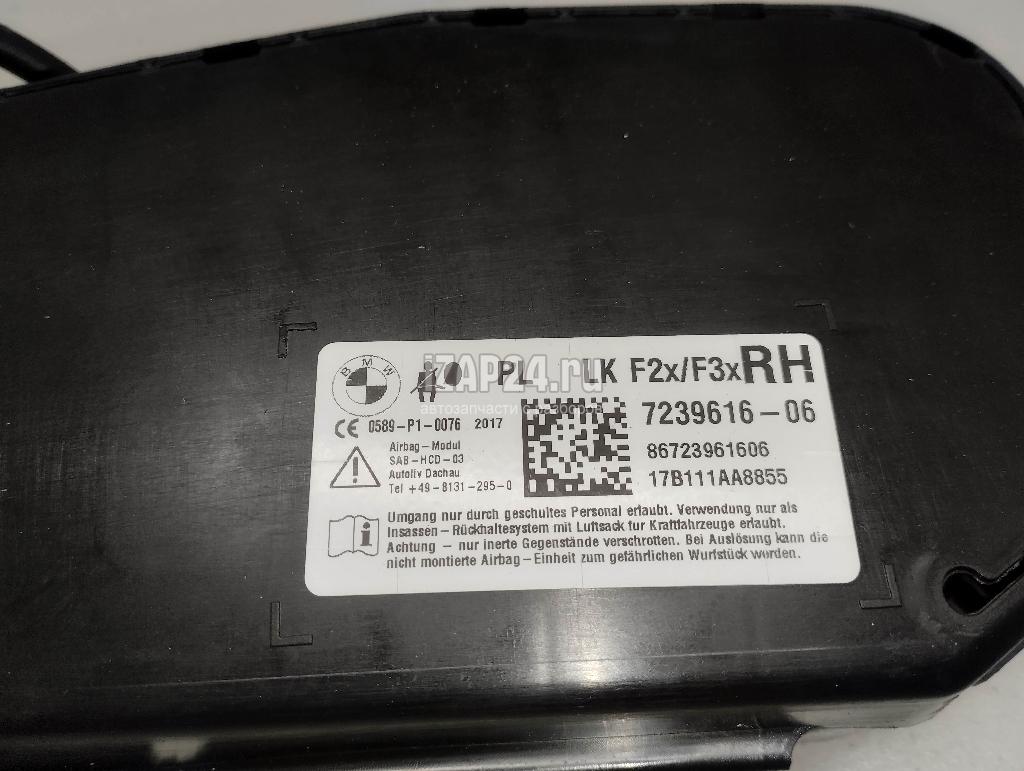 BMW
PL LK F2x/F3x RH
iZAP24.ru
автозапчасти с разборов
7239616-06
0589-P1-0076 2017
86723961606
17B111AA8855
Airbag-Modul
SAB-HCD-03
Autoliv Dachau
Tel +49-8131-295-0
Umgang nur durch geschultes Personal erlaubt. Verwendung nur als
Insassen-Rückhaltesystem mit Luftsack für Kraftfahrzeuge erlaubt.
Achtung - nur inerte Gegenstände verschrotten. Bei Auslösung kann die
nicht montierte Airbag-Einheit zum gefährlichen Wurfstück worden.